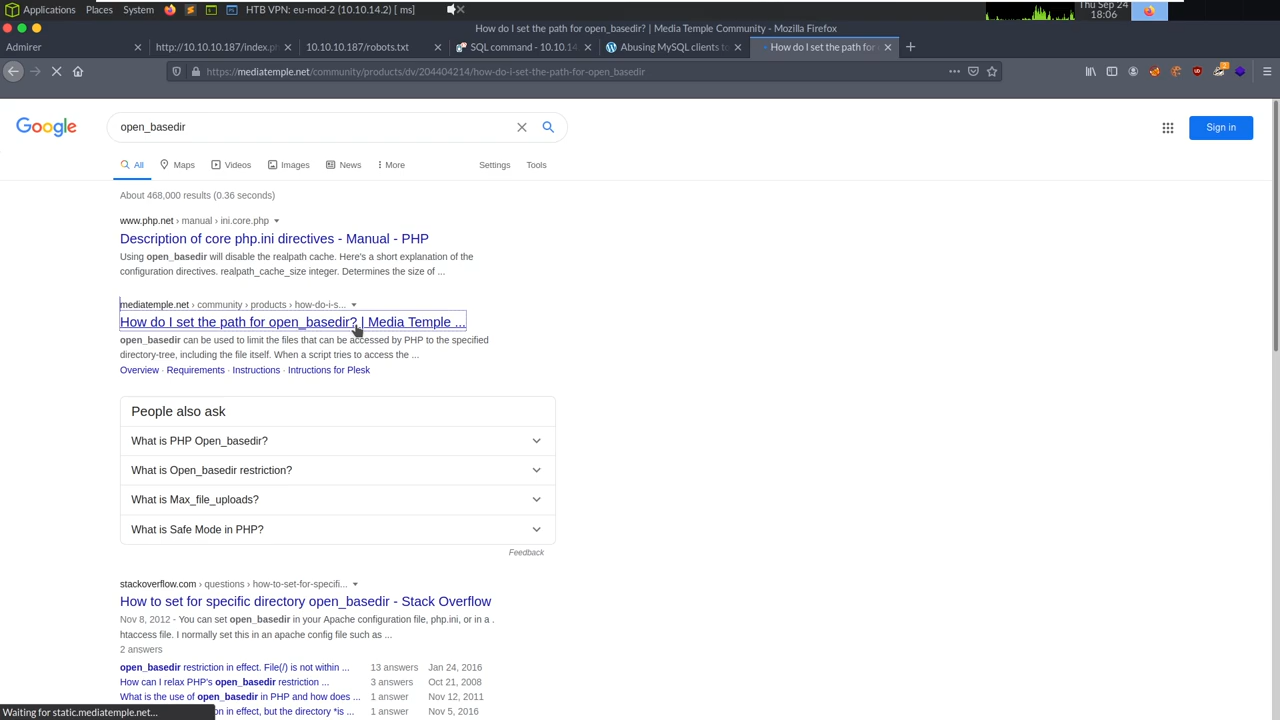 Applications Places System HTB VPN: eu-mod-2 (10.10.14.2) [ ms] Thu Sep 24
18:06
How do I set the path for open_basedir? | Media Temple Community - Mozilla Firefox
Admirer http://10.10.10.187/index.p 10.10.10.187/robots.txt SQL command - 10.10.14 Abusing MySQL clients to How do I set the path for
https://mediatemple.net/community/products/dv/204404214/how-do-i-set-the-path-for-open_basedir
Google open_basedir Sign in
All Maps Videos Images News More Settings Tools
About 468,000 results (0.36 seconds)
www.php.net › manual › ini.core.php
Description of core php.ini directives - Manual - PHP
Using open_basedir will disable the realpath cache. Here's a short explanation of the
configuration directives. realpath_cache_size integer. Determines the size of ...
mediatemple.net › community › products › how-do-i-s...
How do I set the path for open_basedir? | Media Temple ...
open_basedir can be used to limit the files that can be accessed by PHP to the specified
directory-tree, including the file itself. When a script tries to access the ...
Overview · Requirements · Instructions · Intructions for Plesk
People also ask
What is PHP Open_basedir?
What is Open_basedir restriction?
What is Max_file_uploads?
What is Safe Mode in PHP?
Feedback
stackoverflow.com › questions › how-to-set-for-specifi...
How to set for specific directory open_basedir - Stack Overflow
Nov 8, 2012 - You can set open_basedir in your Apache configuration file, php.ini, or in a .
htaccess file. I normally set this in an apache config file such as ...
2 answers
open_basedir restriction in effect. File(/) is not within ... 13 answers Jan 24, 2016
How can I relax PHP's open_basedir restriction ... 3 answers Oct 21, 2008
What is the use of open_basedir in PHP and how does ... 1 answer Nov 12, 2011
on in effect, but the directory *is ... 1 answer Nov 5, 2016
Waiting for static.mediatemple.net...